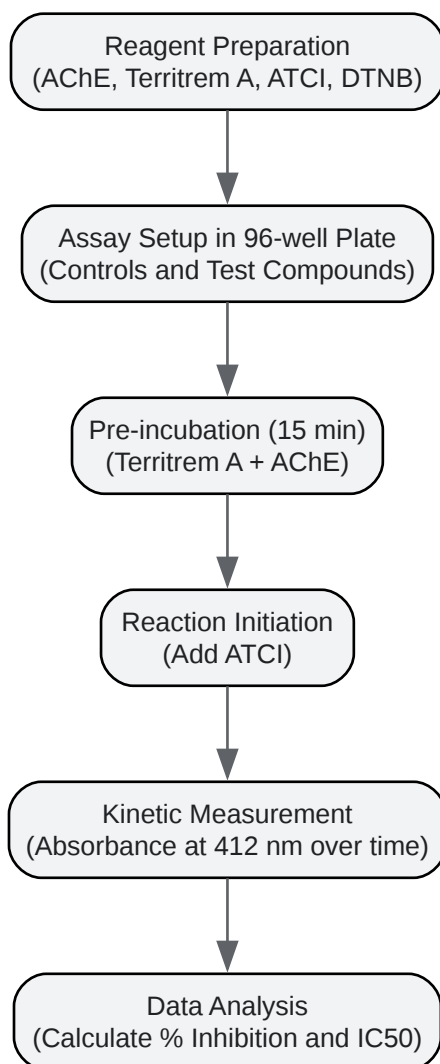 Reagent Preparation
(AChE, Territrem A, ATCI, DTNB)
Assay Setup in 96-well Plate
(Controls and Test Compounds)
Pre-incubation (15 min)
(Territrem A + AChE)
Reaction Initiation
(Add ATCI)
Kinetic Measurement
(Absorbance at 412 nm over time)
Data Analysis
(Calculate % Inhibition and IC50)